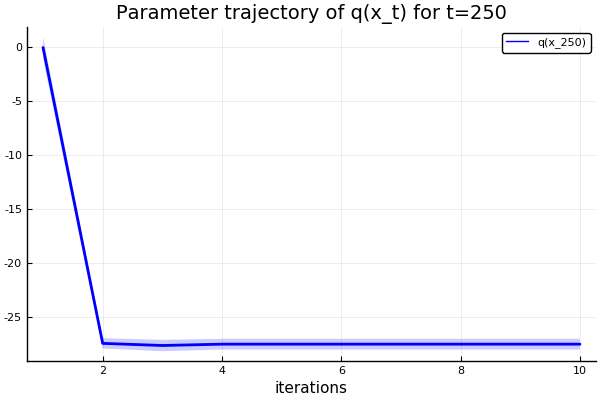 Parameter trajectory of q(x_t) for t=250
q(x_250)
0
-5
-10
-15
-20
-25
2 4 6 8 10
iterations